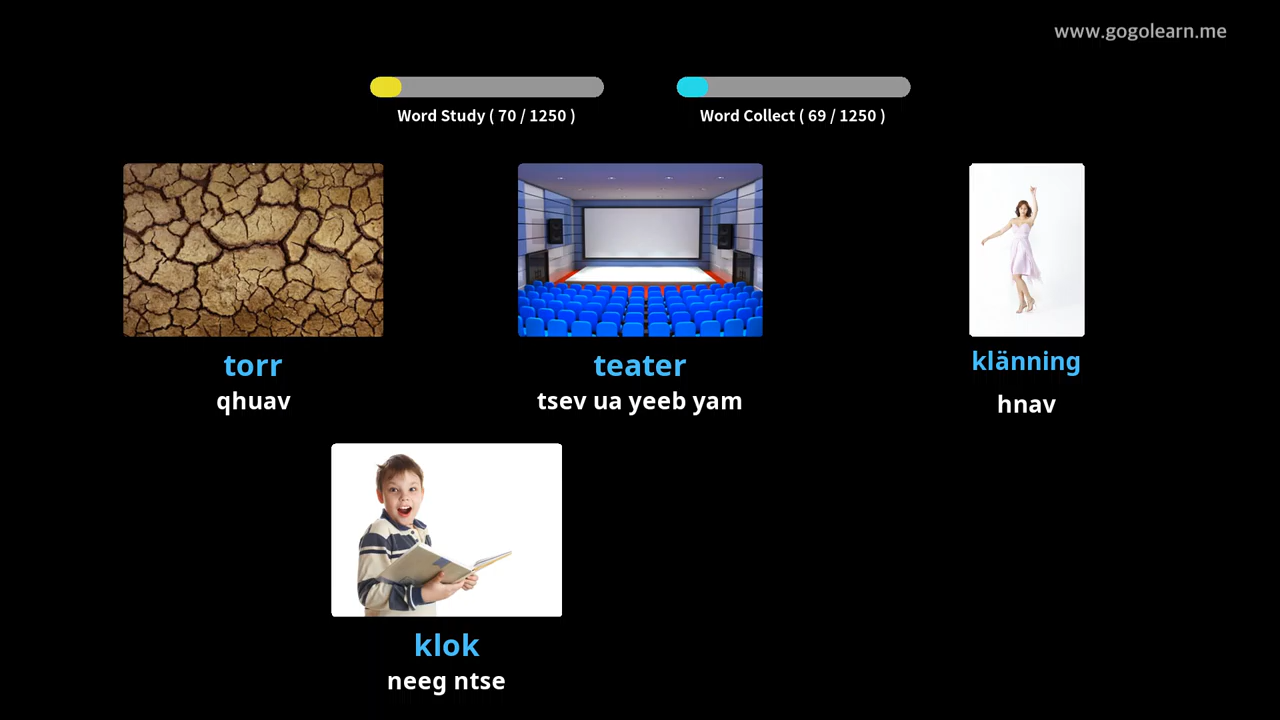 www.gogolearn.me
Word Study ( 70 / 1250 )
Word Collect ( 69 / 1250 )
torr
qhuav
teater
tsev ua yeeb yam
klänning
hnav
klok
neeg ntse